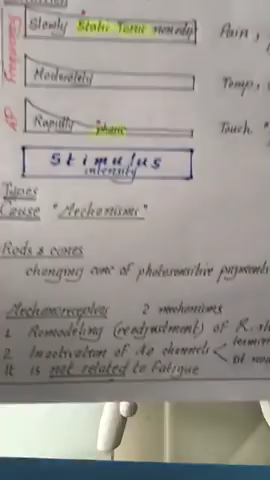 Slowly Static Tonic
Pain,
Frequency
Moderately
Temp,
AP
Rapidly phasic
Touch
Stimulus
intensity
Types
Cause "Mechanisms"
Rods & cones
changing conc of photosensitive pigments
Mechanoreceptors 2 mechanisms
1. Remodeling (readjustment) of R.
2. Inactivation of channels <
It is not related to Fatigue